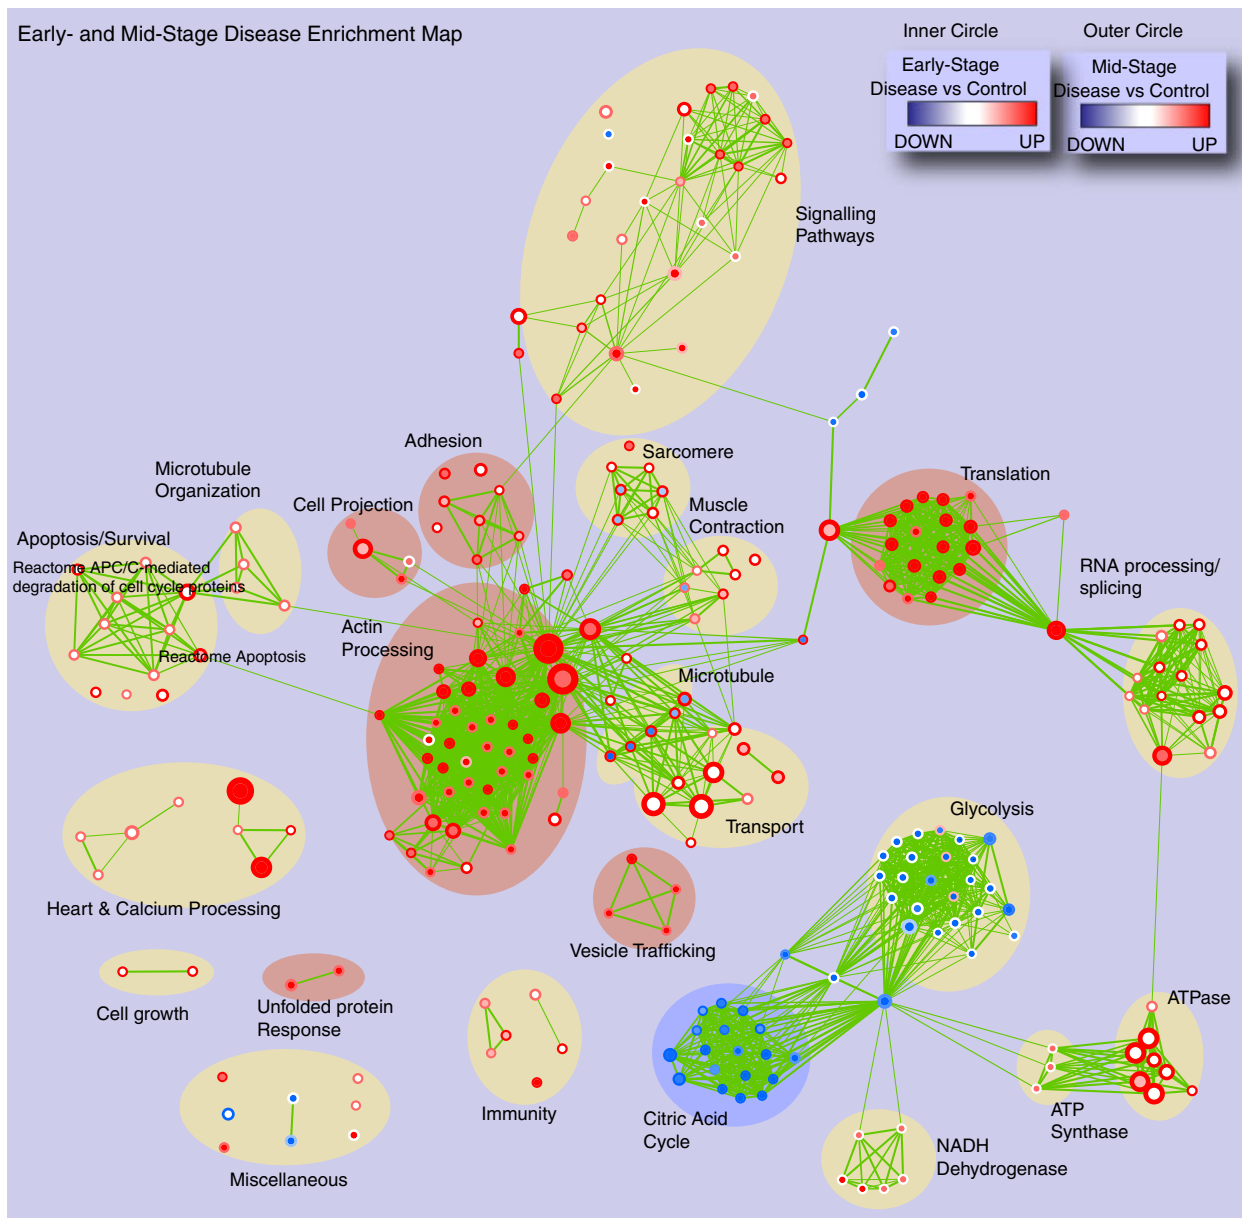 Early- and Mid-Stage Disease Enrichment Map
Inner Circle
Outer Circle
Early-Stage
Disease vs Control
DOWN UP
Mid-Stage
Disease vs Control
DOWN UP
Signalling
Pathways
Adhesion
Sarcomere
Microtubule
Organization
Cell Projection
Muscle
Contraction
Translation
Apoptosis/Survival
Reactome APC/C-mediated
degradation of cell cycle proteins
RNA processing/
splicing
Actin
Processing
Reactome Apoptosis
Microtubule
Transport
Glycolysis
Heart & Calcium Processing
Vesicle Trafficking
Cell growth
Unfolded protein
Response
ATPase
Immunity
Citric Acid
Cycle
ATP
Synthase
NADH
Dehydrogenase
Miscellaneous